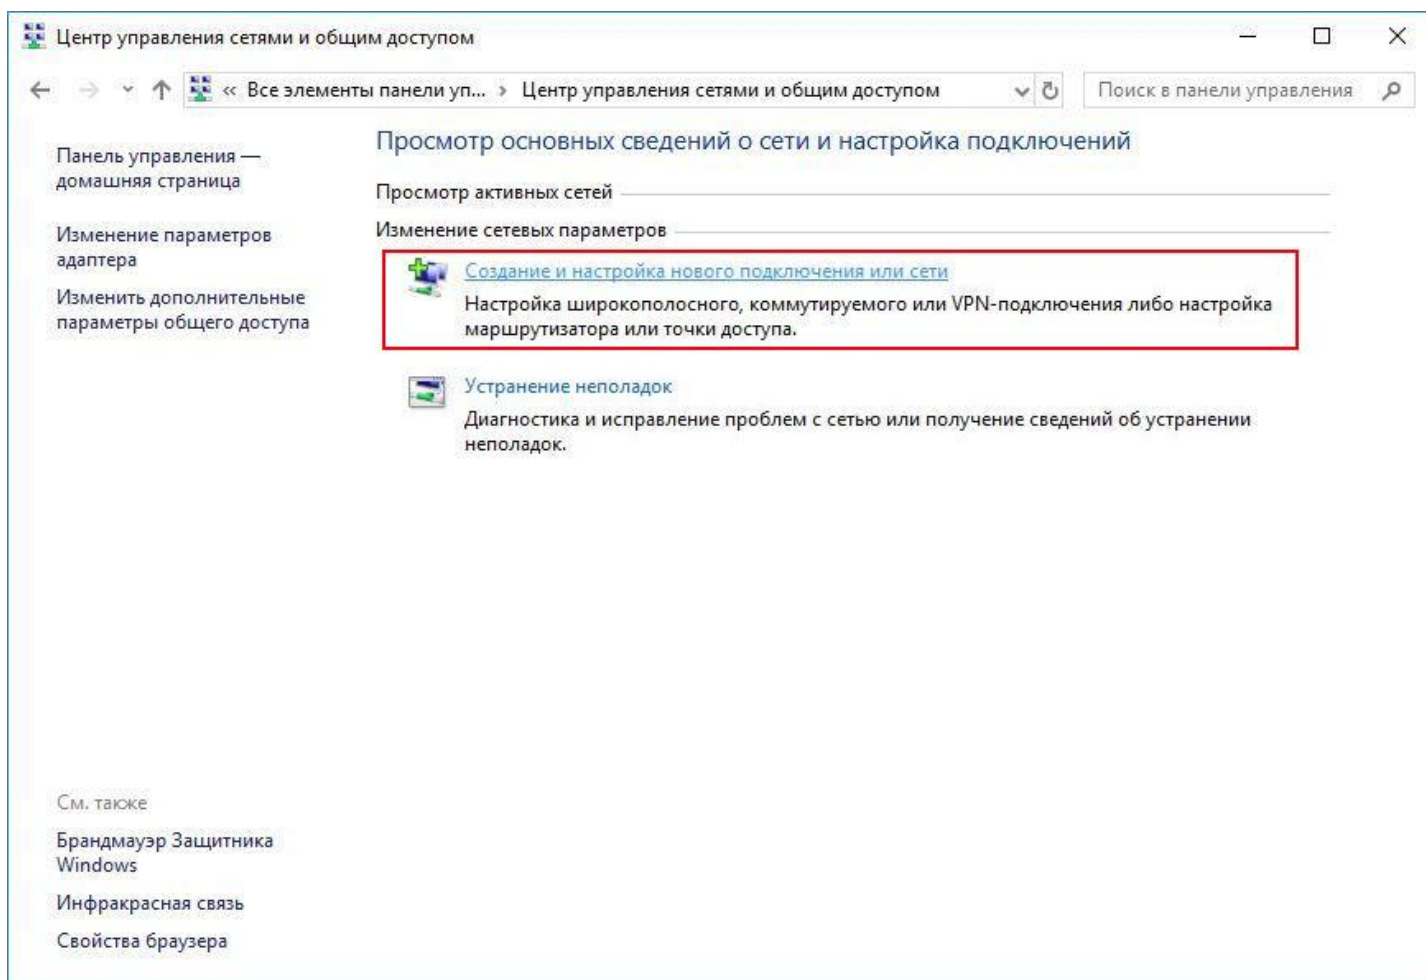 Центр управления сетями и общим доступом
« Все элементы панели уп... › Центр управления сетями и общим доступом
Поиск в панели управления
Панель управления —
домашняя страница
Изменение параметров
адаптера
Изменить дополнительные
параметры общего доступа
Просмотр основных сведений о сети и настройка подключений
Просмотр активных сетей
Изменение сетевых параметров
Создание и настройка нового подключения или сети
Настройка широкополосного, коммутируемого или VPN-подключения либо настройка
маршрутизатора или точки доступа.
Устранение неполадок
Диагностика и исправление проблем с сетью или получение сведений об устранении
неполадок.
См. также
Брандмауэр Защитника
Windows
Инфракрасная связь
Свойства браузера